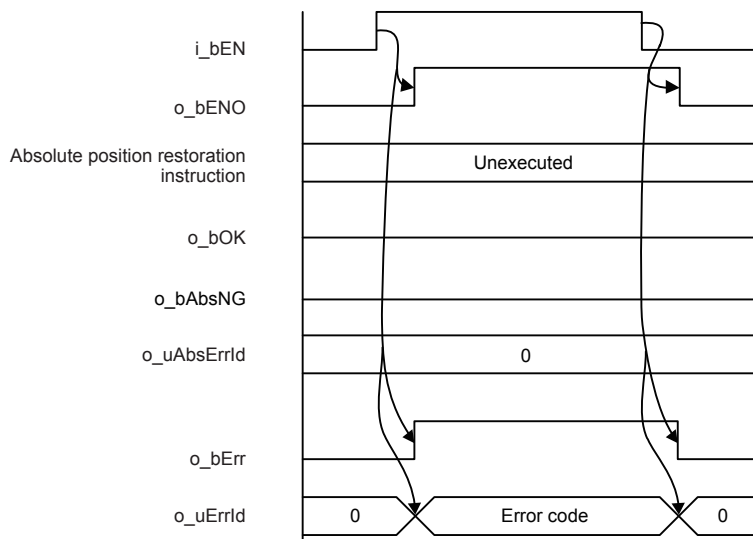 i_bEN
o_bENO
Absolute position restoration
instruction
Unexecuted
o_bOK
o_bAbsNG
o_uAbsErrId
0
o_bErr
o_uErrId
0
Error code
0